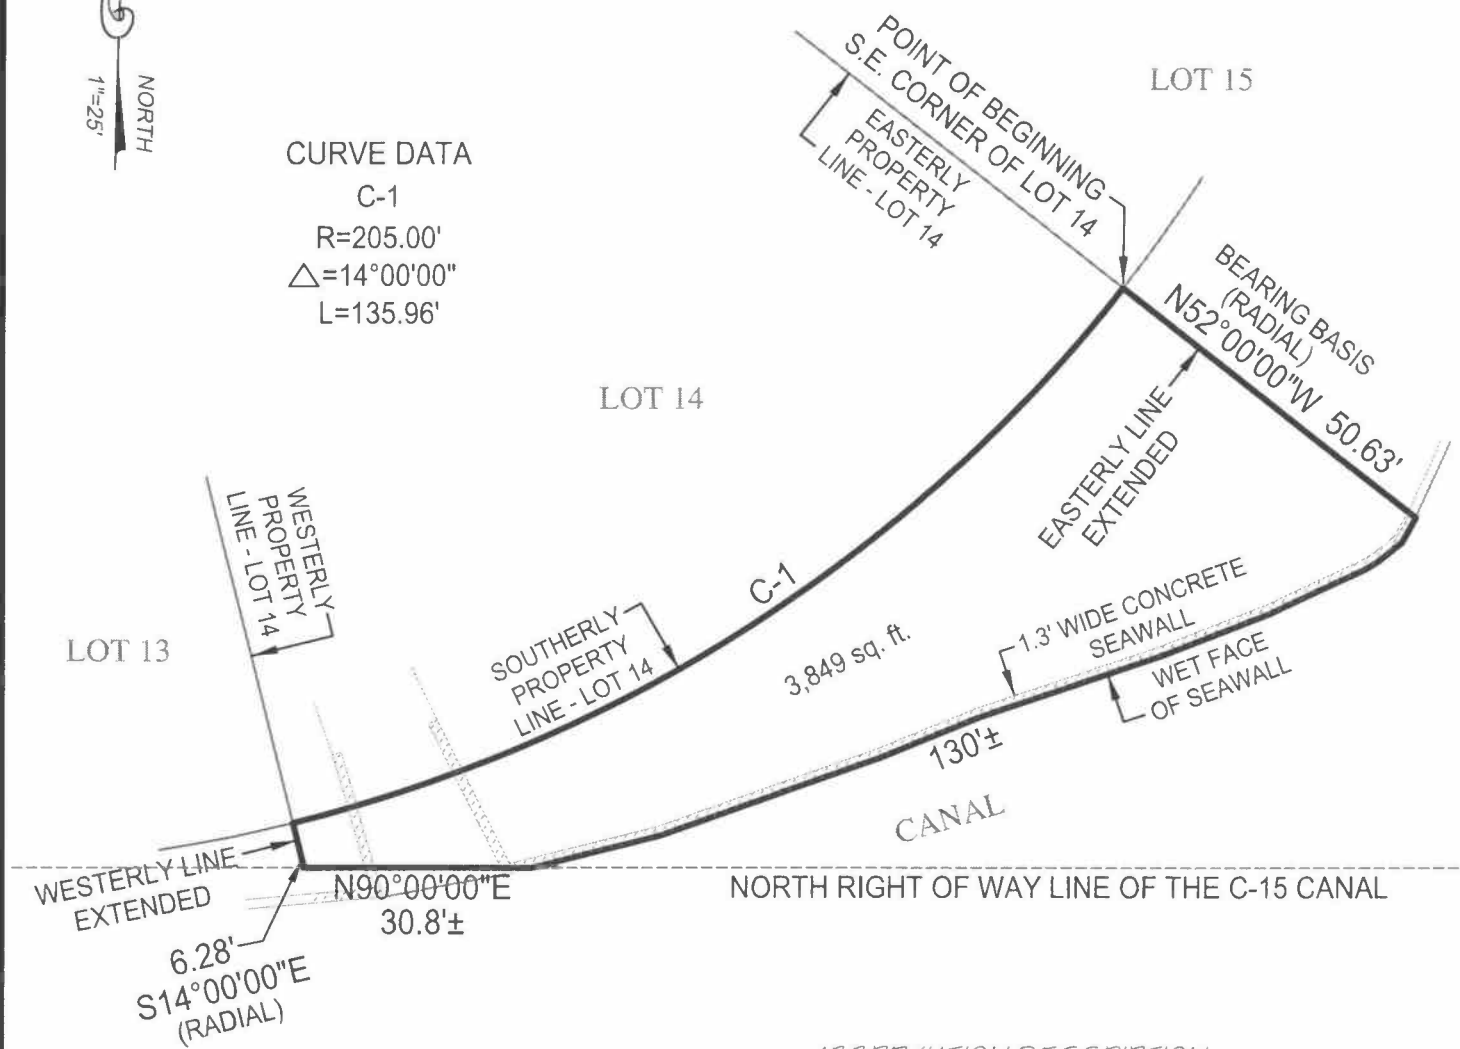 NORTH
1"=25'
CURVE DATA
C-1
R=205.00'
△=14°00'00"
L=135.96'
POINT OF BEGINNING
S.E. CORNER OF LOT 14
LOT 15
EASTERLY
PROPERTY
LINE - LOT 14
BEARING BASIS
(RADIAL)
N52°00'00"W 50.63'
LOT 14
EASTERLY LINE
EXTENDED
WESTERLY
PROPERTY
LINE - LOT 14
LOT 13
C-1
SOUTHERLY
PROPERTY
LINE - LOT 14
3,849 sq. ft.
1.3' WIDE CONCRETE
SEAWALL
WET FACE
OF SEAWALL
130'±
CANAL
WESTERLY LINE
EXTENDED
N90°00'00"E
30.8'±
NORTH RIGHT OF WAY LINE OF THE C-15 CANAL
6.28'
S14°00'00"E
(RADIAL)